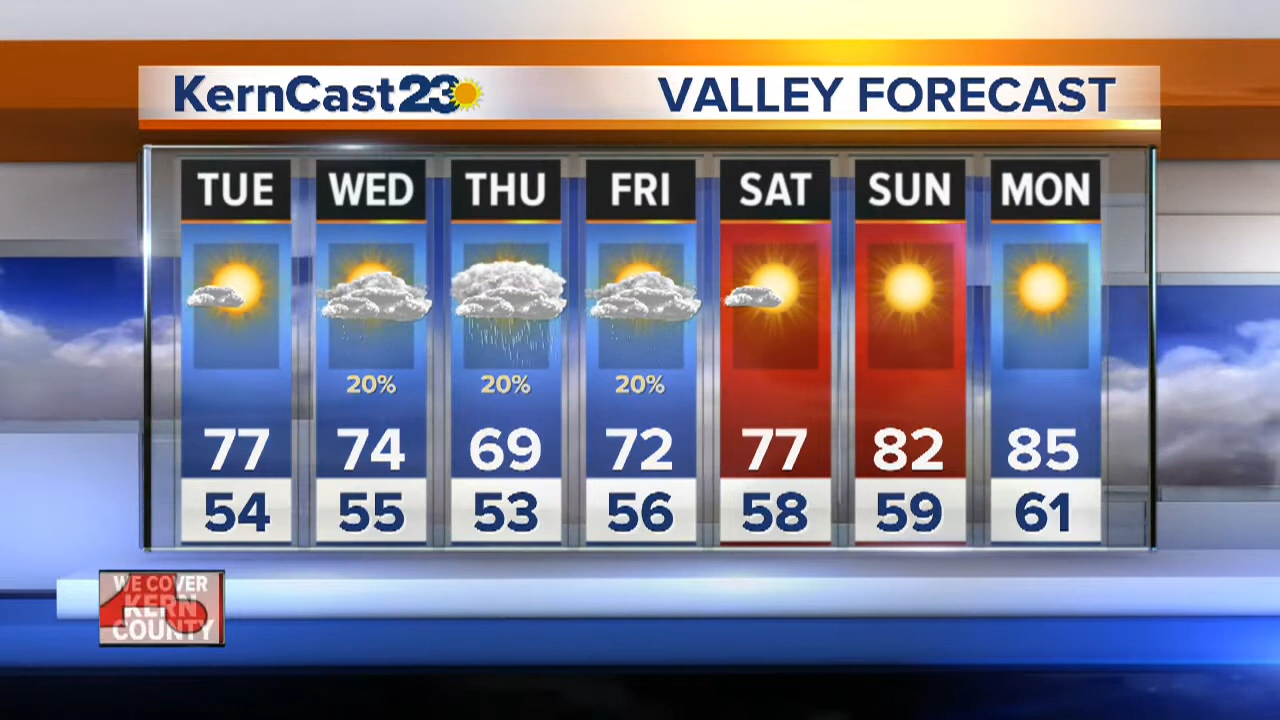 KernCast23
VALLEY FORECAST
TUE WED THU FRI SAT SUN MON
20% 20% 20%
77 74 69 72 77 82 85
54 55 53 56 58 59 61
WE COVER
KERN
COUNTY